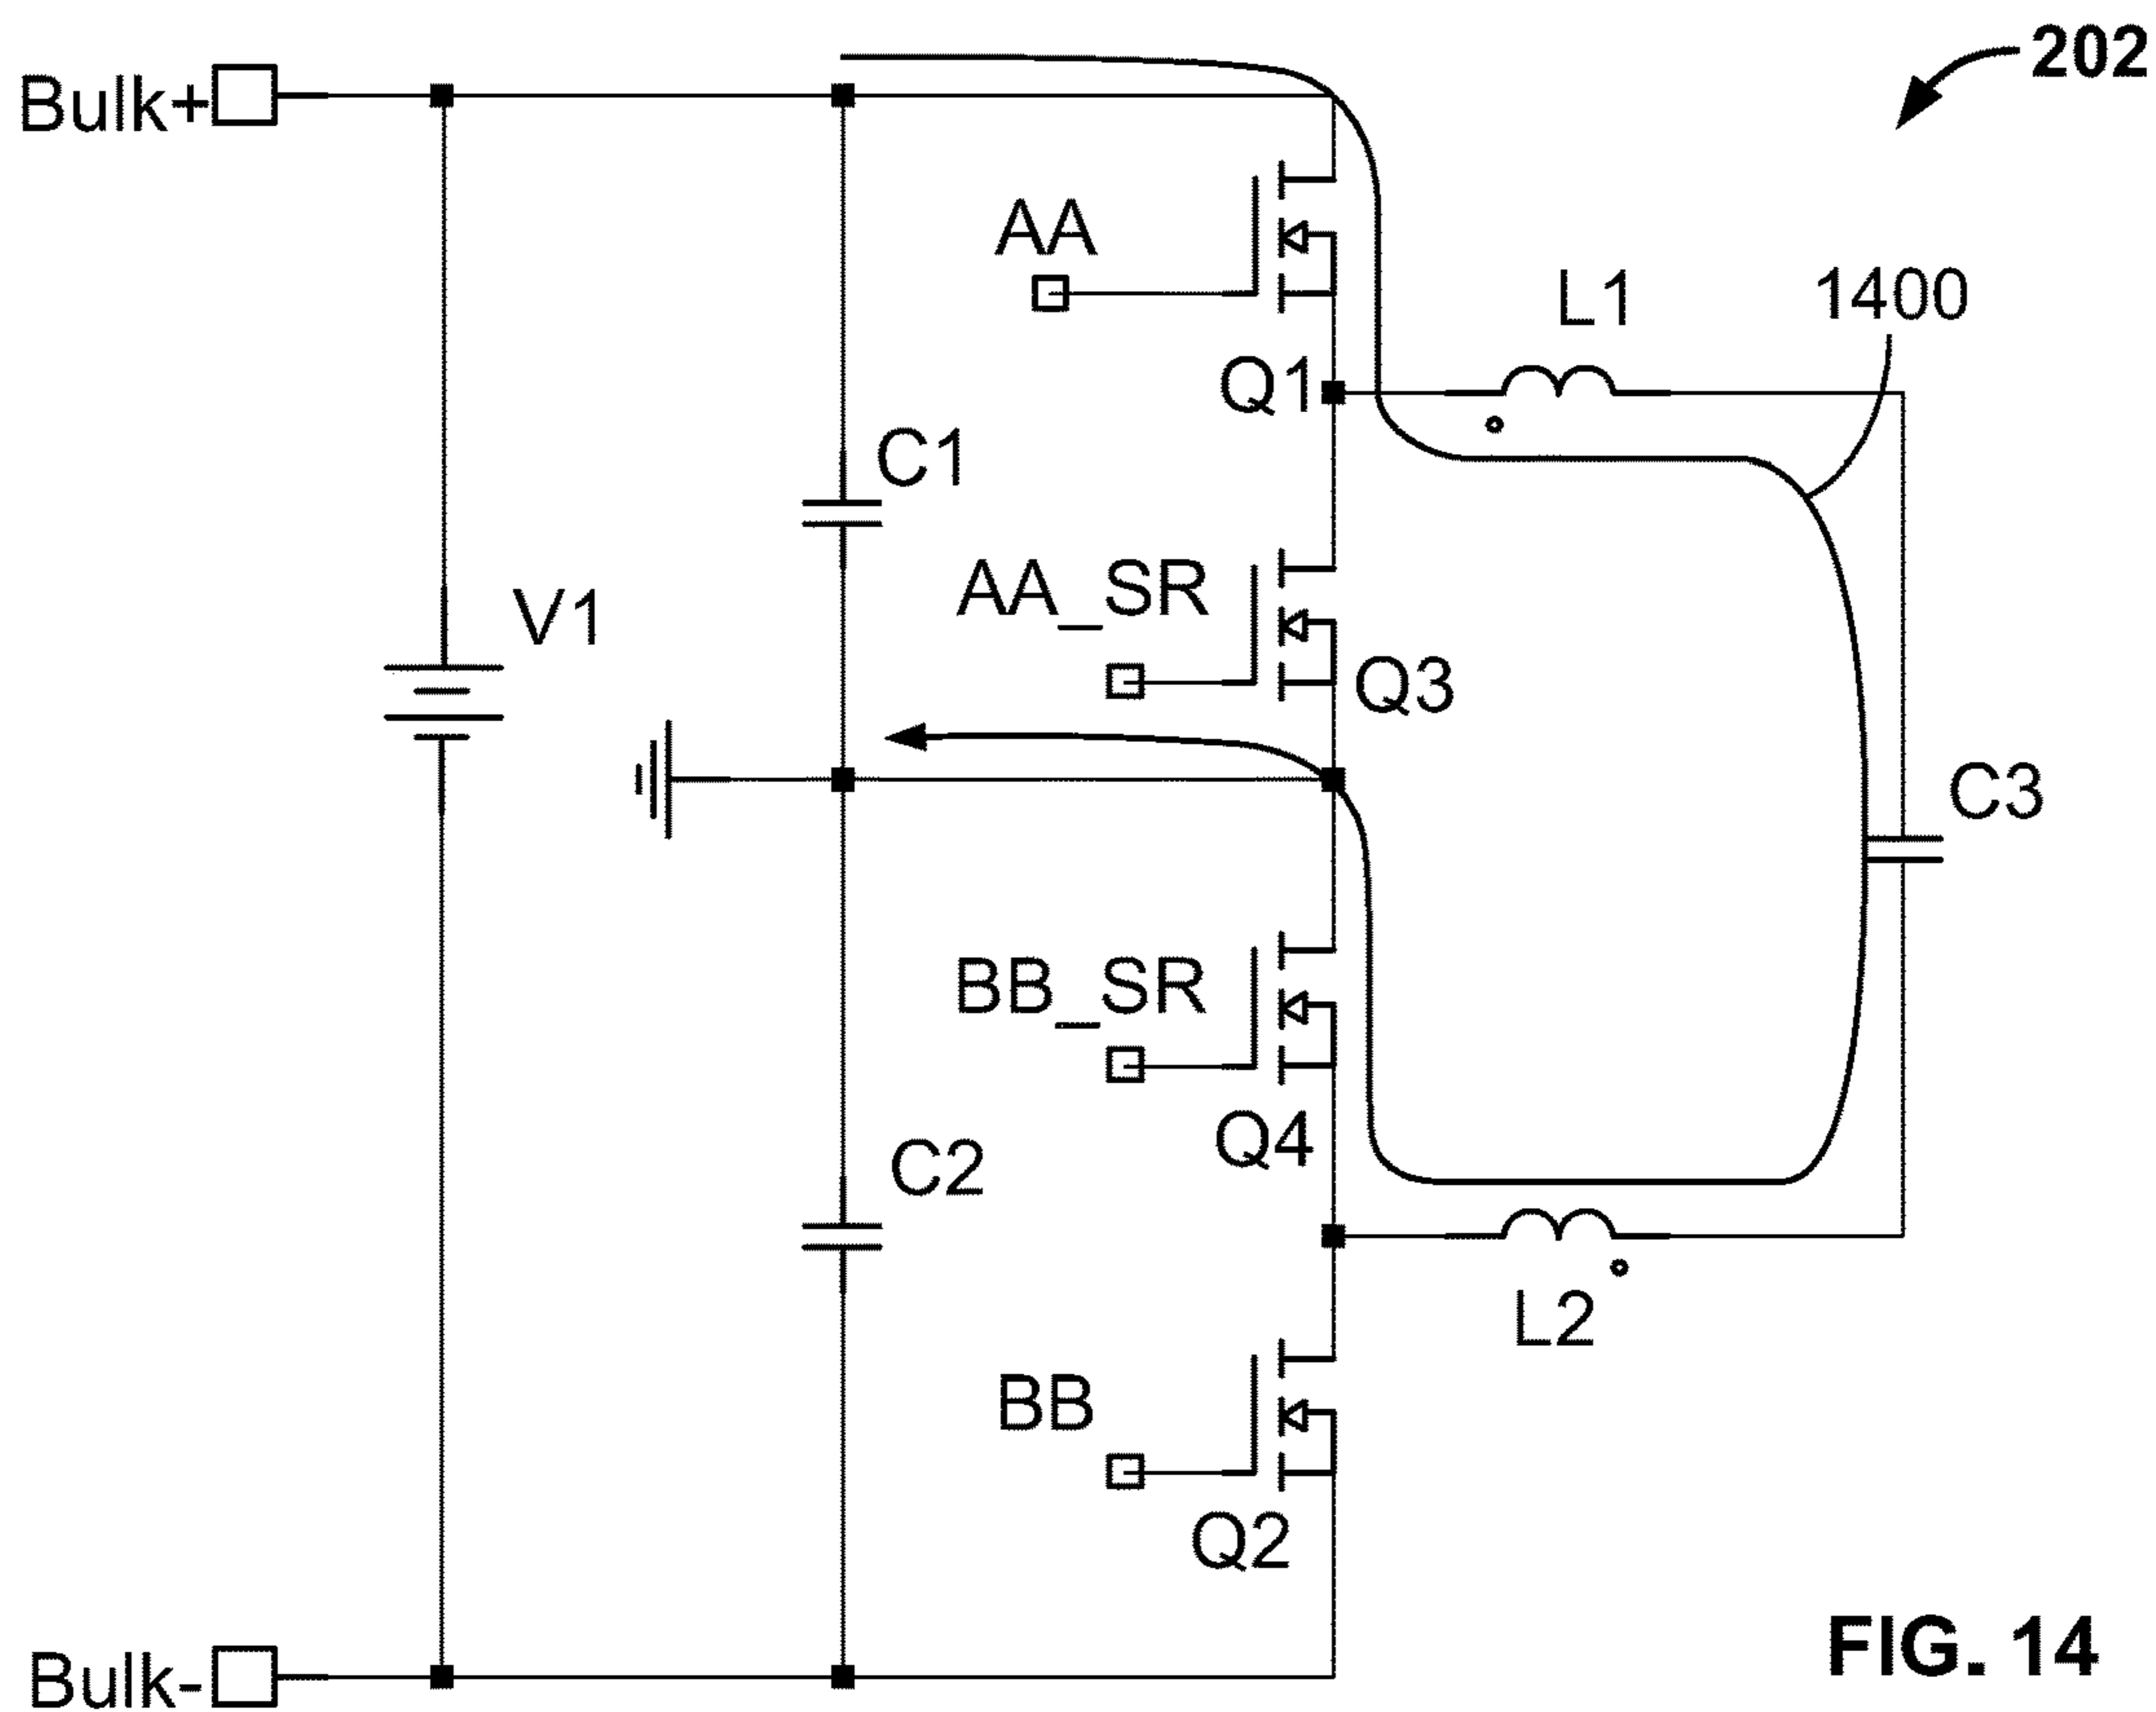 202
Bulk+
AA
L1
1400
Q1
C1
AA_SR
V1
Q3
C3
BB_SR
Q4
C2
L2
BB
Q2
FIG. 14
Bulk-